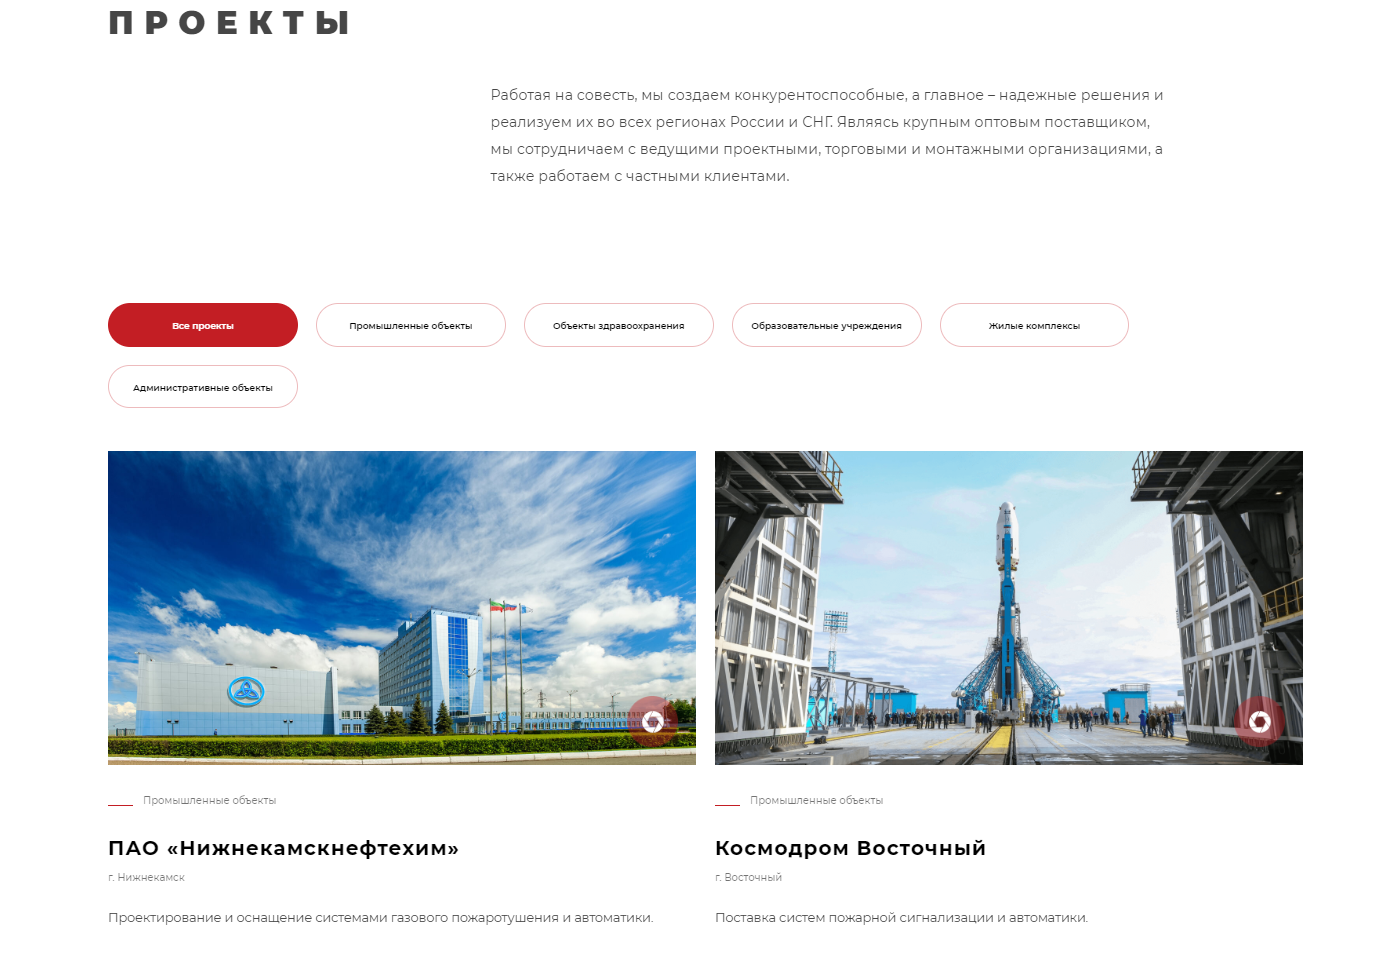 ПРОЕКТЫ
Работая на совесть, мы создаем конкурентоспособные, а главное – надежные решения и
реализуем их во всех регионах России и СНГ. Являясь крупным оптовым поставщиком,
мы сотрудничаем с ведущими проектными, торговыми и монтажными организациями, а
также работаем с частными клиентами.
Все проекты
Промышленные объекты
Объекты здравоохранения
Образовательные учреждения
Жилые комплексы
Административные объекты
Промышленные объекты
ПАО «Нижнекамскнефтехим»
г. Нижнекамск
Проектирование и оснащение системами газового пожаротушения и автоматики.
Промышленные объекты
Космодром Восточный
г. Восточный
Поставка систем пожарной сигнализации и автоматики.